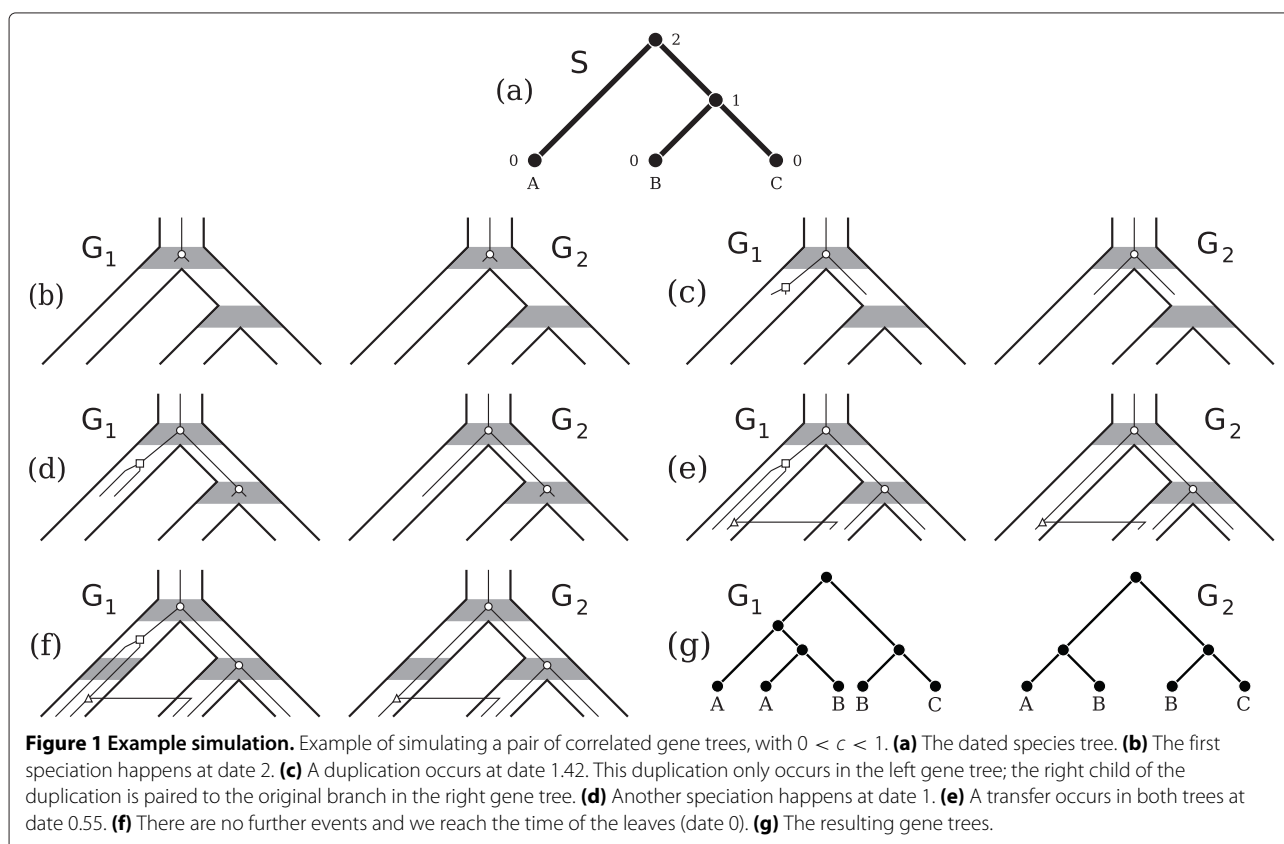 S
2
(a)
1
0
0
0
A
B
C
G1
G2
(b)
G1
G2
(c)
G1
G2
(d)
G1
G2
(e)
G1
G2
(f)
G1
G2
(g)
A
A
B
B
C
A
B
B
C
Figure 1 Example simulation. Example of simulating a pair of correlated gene trees, with 0 < c < 1. (a) The dated species tree. (b) The first
speciation happens at date 2. (c) A duplication occurs at date 1.42. This duplication only occurs in the left gene tree; the right child of the
duplication is paired to the original branch in the right gene tree. (d) Another speciation happens at date 1. (e) A transfer occurs in both trees at
date 0.55. (f) There are no further events and we reach the time of the leaves (date 0). (g) The resulting gene trees.